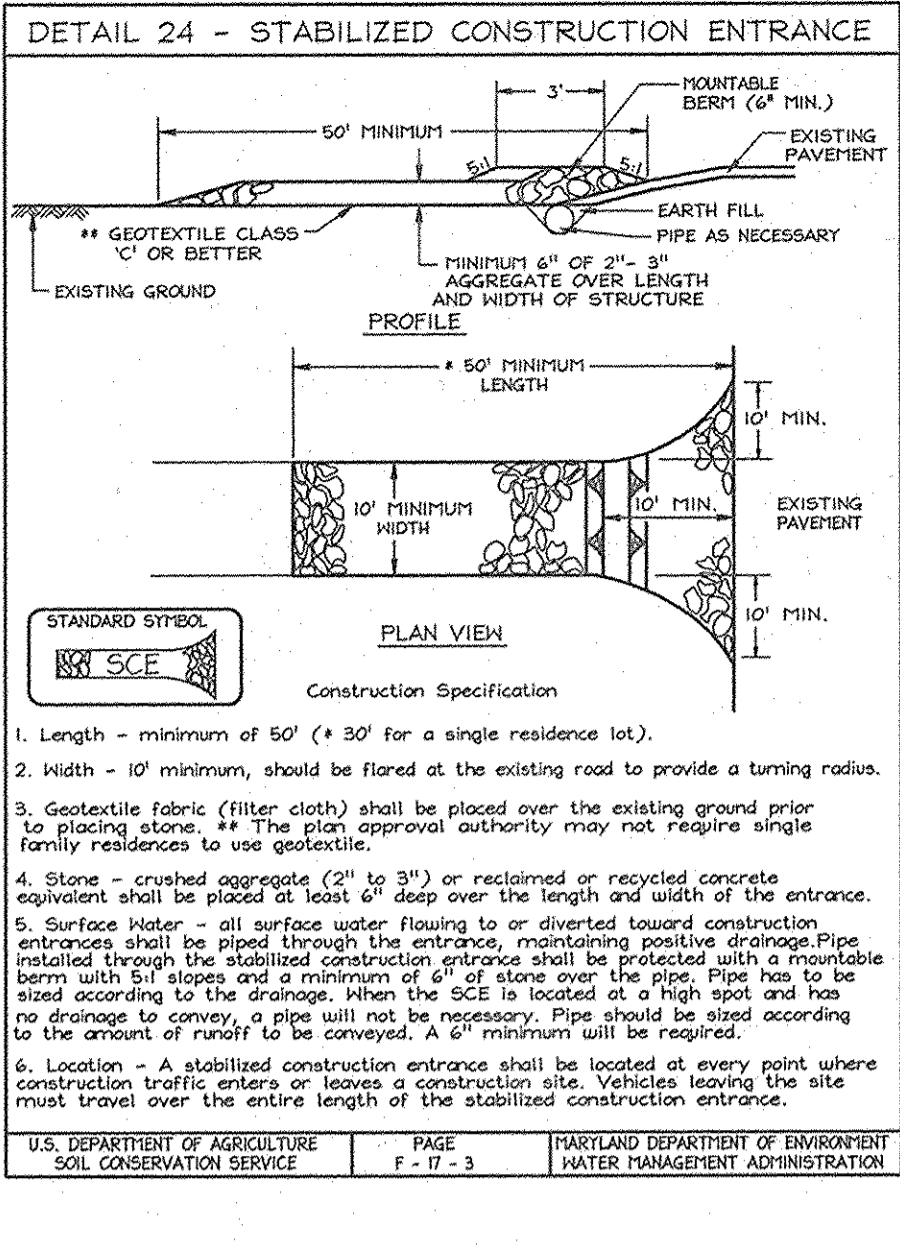 DETAIL 24 - STABILIZED CONSTRUCTION ENTRANCE
3'
MOUNTABLE
BERM (6" MIN.)
50' MINIMUM
EXISTING
PAVEMENT
5:1
5:1
** GEOTEXTILE CLASS
'C' OR BETTER
EARTH FILL
PIPE AS NECESSARY
MINIMUM 6" OF 2"- 3"
AGGREGATE OVER LENGTH
AND WIDTH OF STRUCTURE
EXISTING GROUND
PROFILE
* 50' MINIMUM
LENGTH
10' MIN.
10' MINIMUM
WIDTH
10' MIN.
EXISTING
PAVEMENT
10' MIN.
STANDARD SYMBOL
SCE
PLAN VIEW
Construction Specification
1. Length - minimum of 50' (* 30' for a single residence lot).
2. Width - 10' minimum, should be flared at the existing road to provide a turning radius.
3. Geotextile fabric (filter cloth) shall be placed over the existing ground prior
to placing stone. ** The plan approval authority may not require single
family residences to use geotextile.
4. Stone - crushed aggregate (2" to 3") or reclaimed or recycled concrete
equivalent shall be placed at least 6" deep over the length and width of the entrance.
5. Surface Water - all surface water flowing to or diverted toward construction
entrances shall be piped through the entrance, maintaining positive drainage.Pipe
installed through the stabilized construction entrance shall be protected with a mountable
berm with 5:1 slopes and a minimum of 6" of stone over the pipe. Pipe has to be
sized according to the drainage. When the SCE is located at a high spot and has
no drainage to convey, a pipe will not be necessary. Pipe should be sized according
to the amount of runoff to be conveyed. A 6" minimum will be required.
6. Location - A stabilized construction entrance shall be located at every point where
construction traffic enters or leaves a construction site. Vehicles leaving the site
must travel over the entire length of the stabilized construction entrance.
U.S. DEPARTMENT OF AGRICULTURE
SOIL CONSERVATION SERVICE
PAGE
F - 17 - 3
MARYLAND DEPARTMENT OF ENVIRONMENT
WATER MANAGEMENT ADMINISTRATION